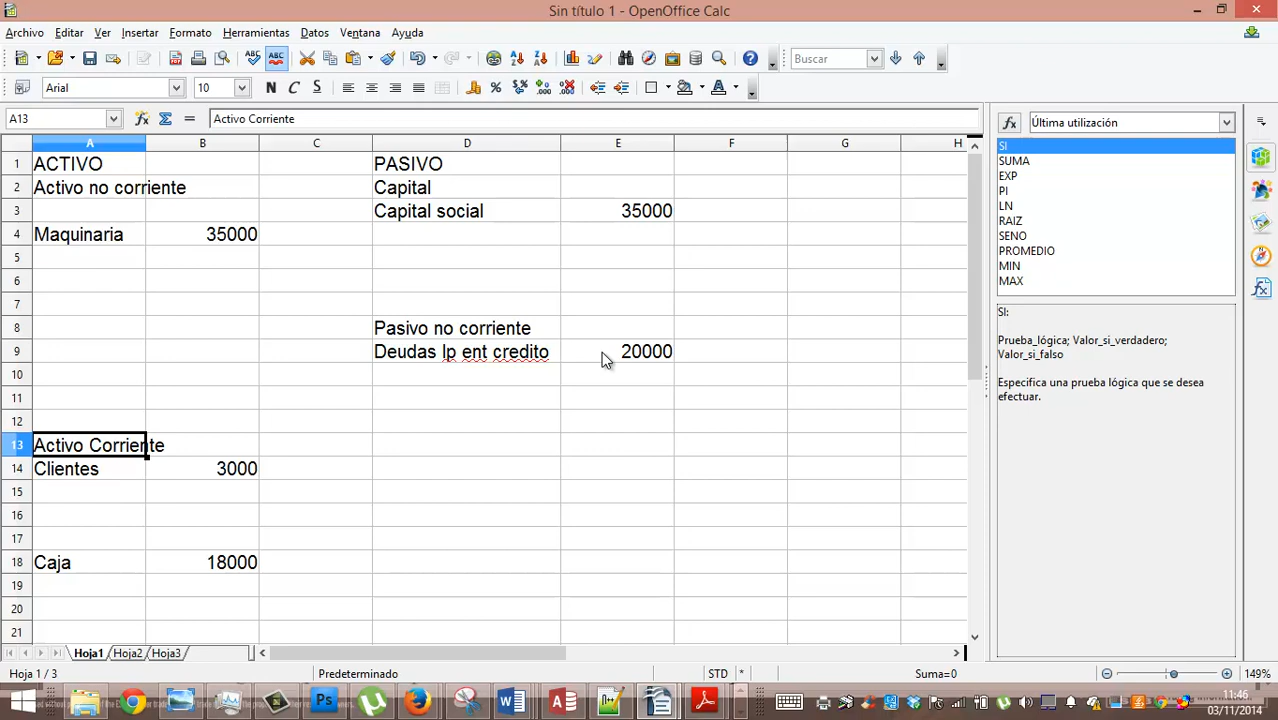 Sin título 1 - OpenOffice Calc
Archivo Editar Ver Insertar Formato Herramientas Datos Ventana Ayuda
Buscar
Arial 10 N C S
A13 Activo Corriente
Última utilización
A B C D E F G H
1 ACTIVO PASIVO
2 Activo no corriente Capital
3 Capital social 35000
4 Maquinaria 35000
5
6
7
8 Pasivo no corriente
9 Deudas lp ent credito 20000
10
11
12
13 Activo Corriente
14 Clientes 3000
15
16
17
18 Caja 18000
19
20
21
SI
SUMA
EXP
PI
LN
RAIZ
SENO
PROMEDIO
MIN
MAX
SI:
Prueba_lógica; Valor_si_verdadero;
Valor_si_falso
Especifica una prueba lógica que se desea
efectuar.
Hoja1 Hoja2 Hoja3
Hoja 1 / 3 Predeterminado STD * Suma=0 149%
11:46
03/11/2014